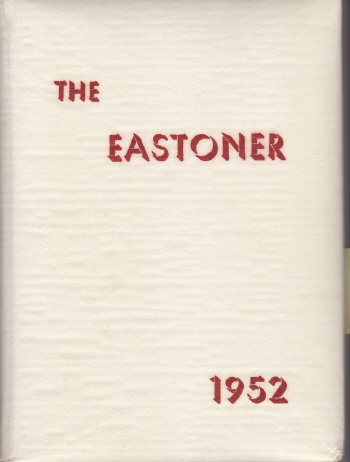 THE
EASTONER
1952